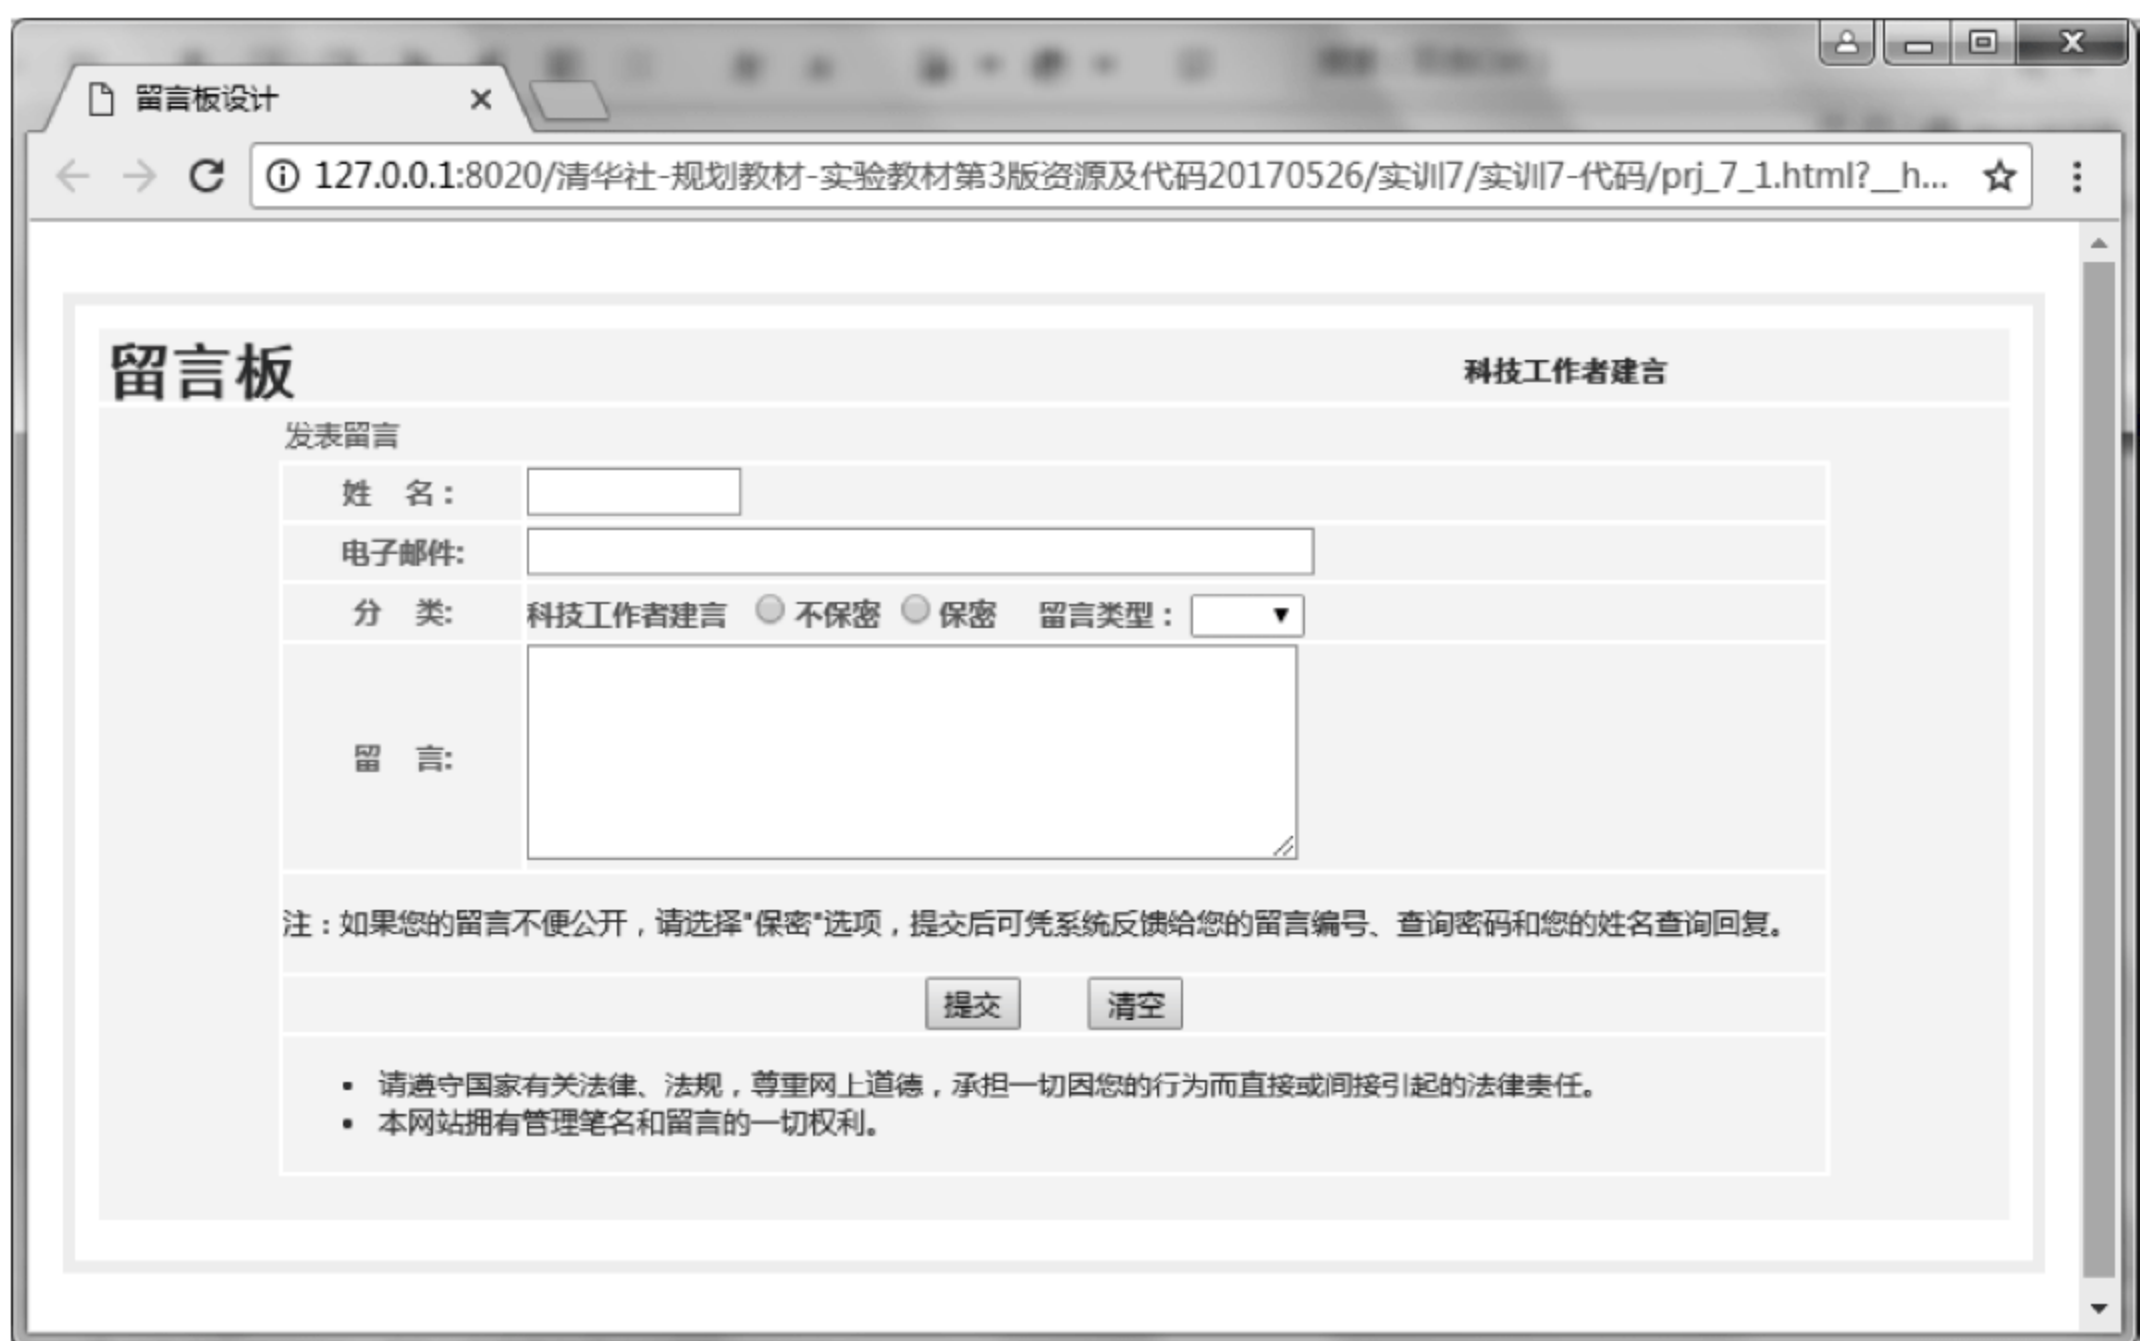 留言板设计
127.0.0.1:8020/清华社-规划教材-实验教材第3版资源及代码20170526/实训7/实训7-代码/prj_7_1.html?__h...
留言板 科技工作者建言
发表留言
姓 名：
电子邮件:
分 类: 科技工作者建言 不保密 保密 留言类型：
留 言:
注：如果您的留言不便公开，请选择"保密"选项，提交后可凭系统反馈给您的留言编号、查询密码和您的姓名查询回复。
提交 清空
• 请遵守国家有关法律、法规，尊重网上道德，承担一切因您的行为而直接或间接引起的法律责任。
• 本网站拥有管理笔名和留言的一切权利。